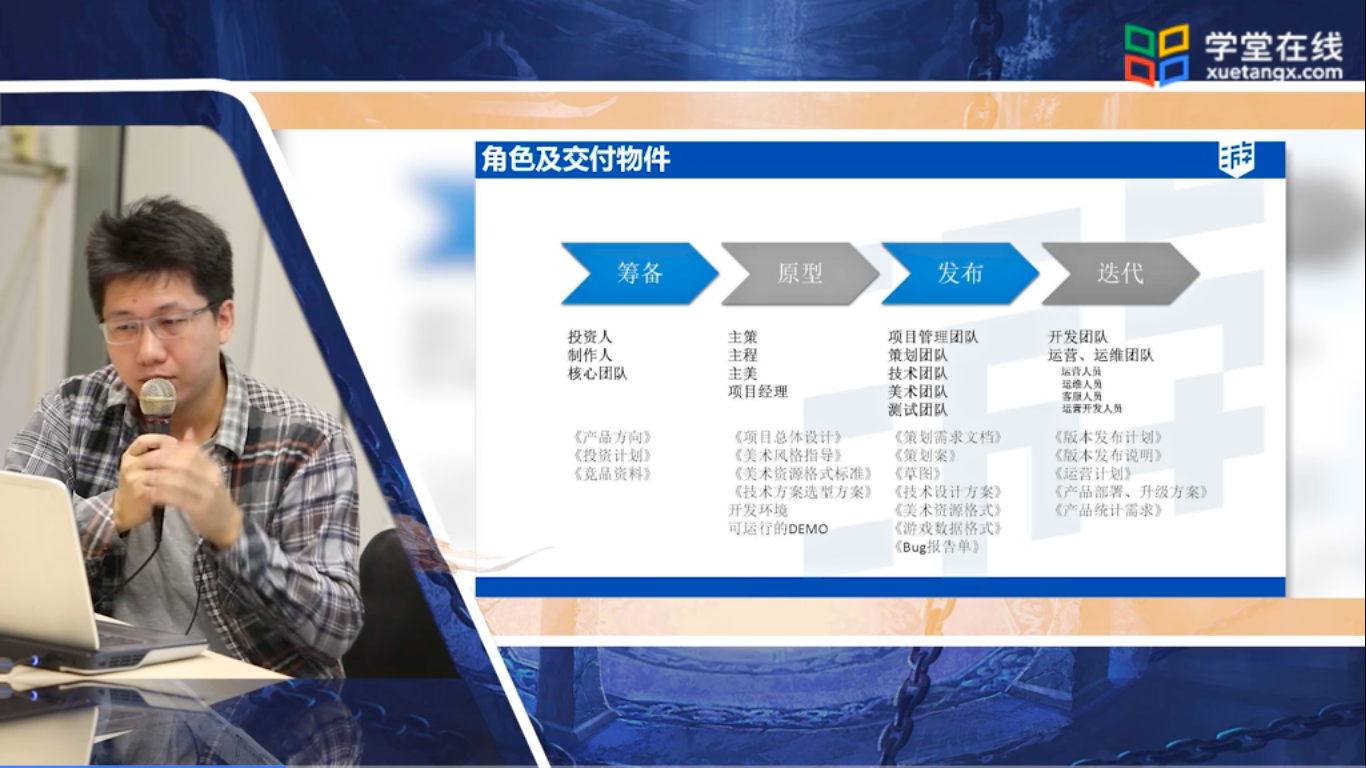 学堂在线
xuetangx.com
角色及交付物件
游
筹备
原型
发布
迭代
投资人
制作人
核心团队
《产品方向》
《投资计划》
《竞品资料》
主策
主程
主美
项目经理
《项目总体设计》
《美术风格指导》
《美术资源格式标准》
《技术方案选型方案》
开发环境
可运行的DEMO
项目管理团队
策划团队
技术团队
美术团队
测试团队
《策划需求文档》
《策划案》
《草图》
《技术设计方案》
《美术资源格式》
《游戏数据格式》
《Bug报告单》
开发团队
运营、运维团队
运营人员
运维人员
客服人员
运营开发人员
《版本发布计划》
《版本发布说明》
《运营计划》
《产品部署、升级方案》
《产品统计需求》